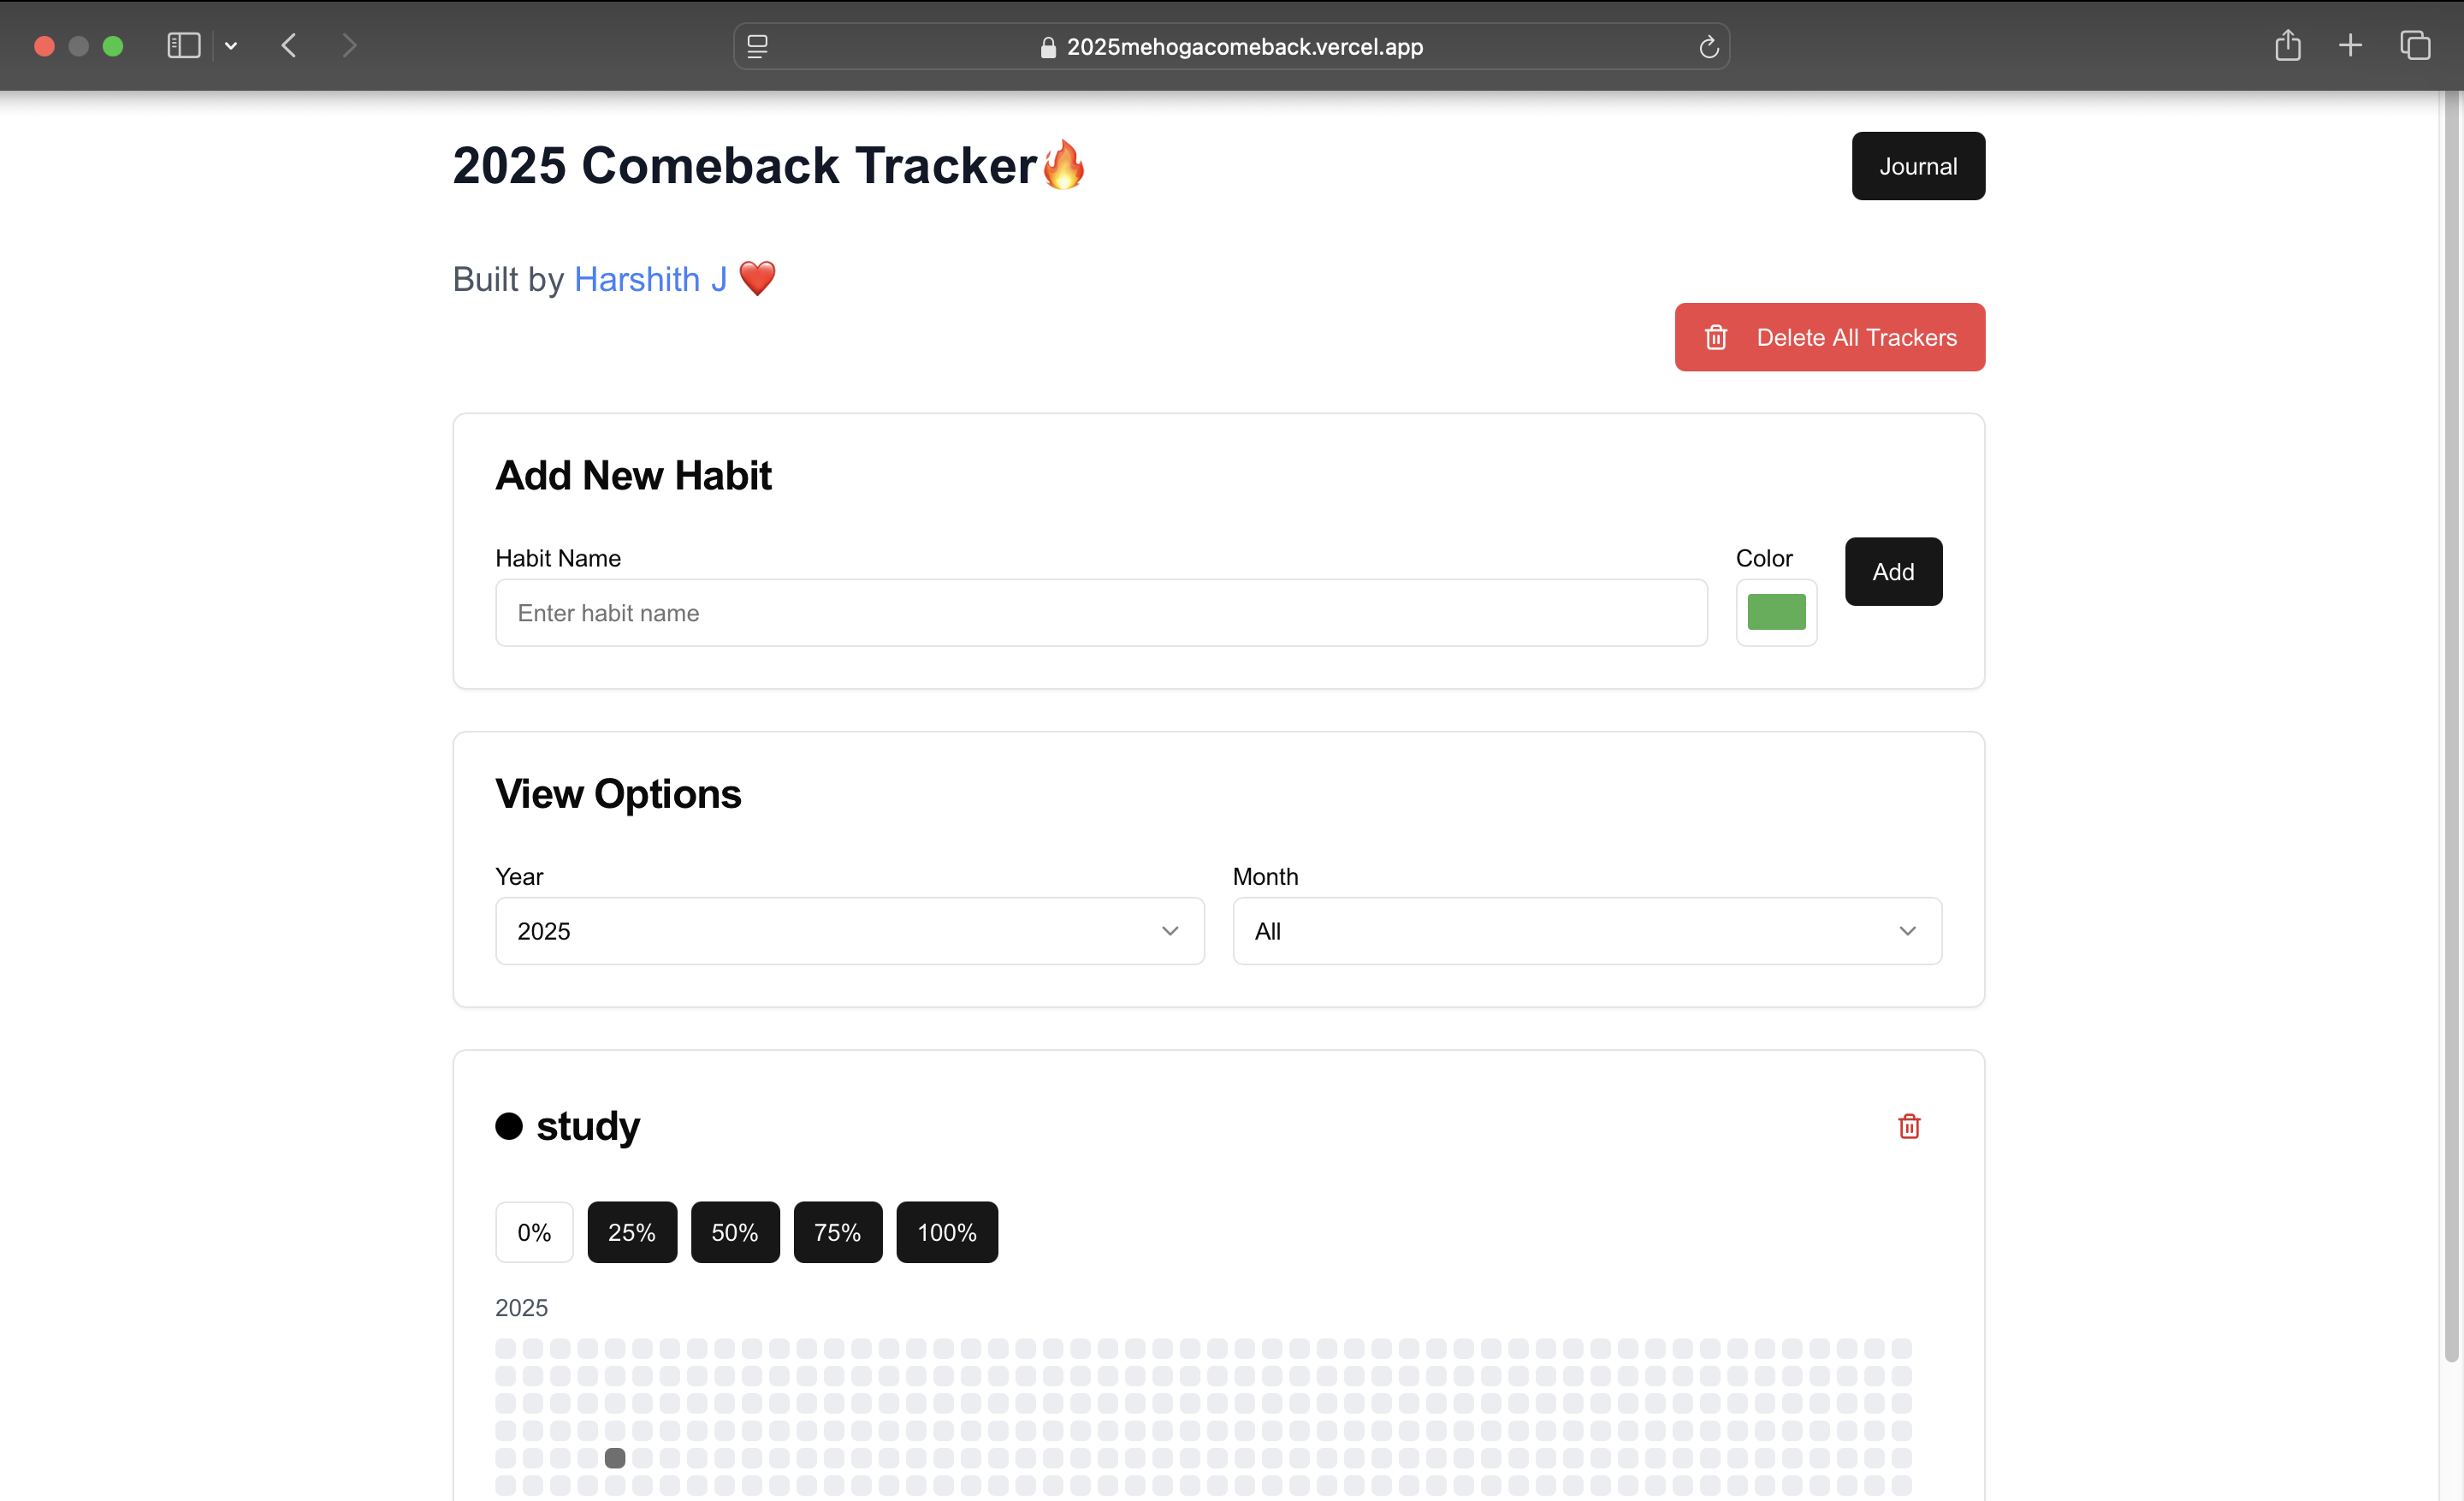 2025mehogacomeback.vercel.app
2025 Comeback Tracker🔥
Journal
Built by Harshith J ❤️
Delete All Trackers
Add New Habit
Habit Name
Color
Add
Enter habit name
View Options
Year
Month
2025
All
study
0% 25% 50% 75% 100%
2025